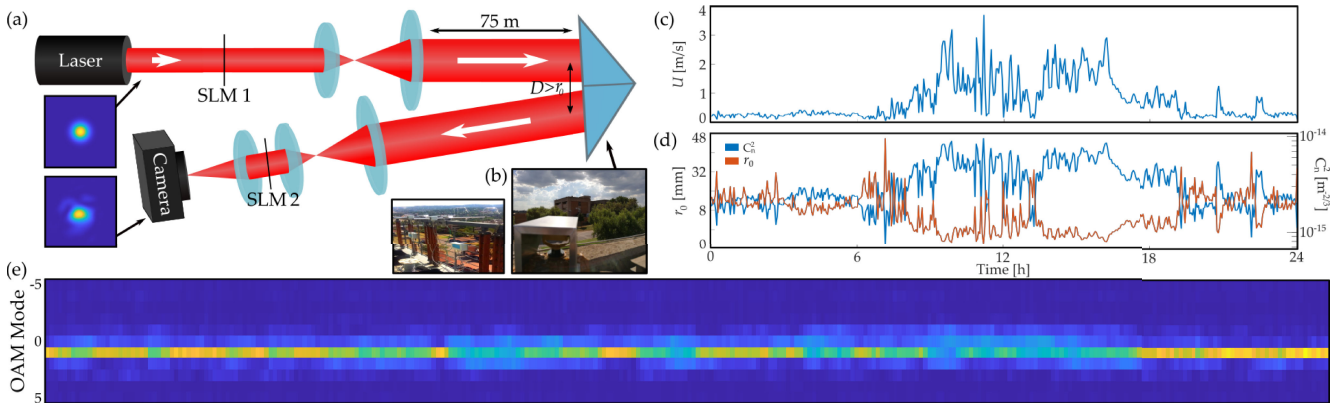 (a)
Laser
SLM 1
75 m
D>r₀
Camera
SLM 2
(b)
(c)
U [m/s]
4
3
2
1
0
(d)
r₀ [mm]
48
32
16
8
0
C²ₙ
r₀
10⁻¹⁴
10⁻¹⁵
C²ₙ [m²ᐟ³]
0
6
12
18
24
Time [h]
(e)
OAM Mode
-5
0
5